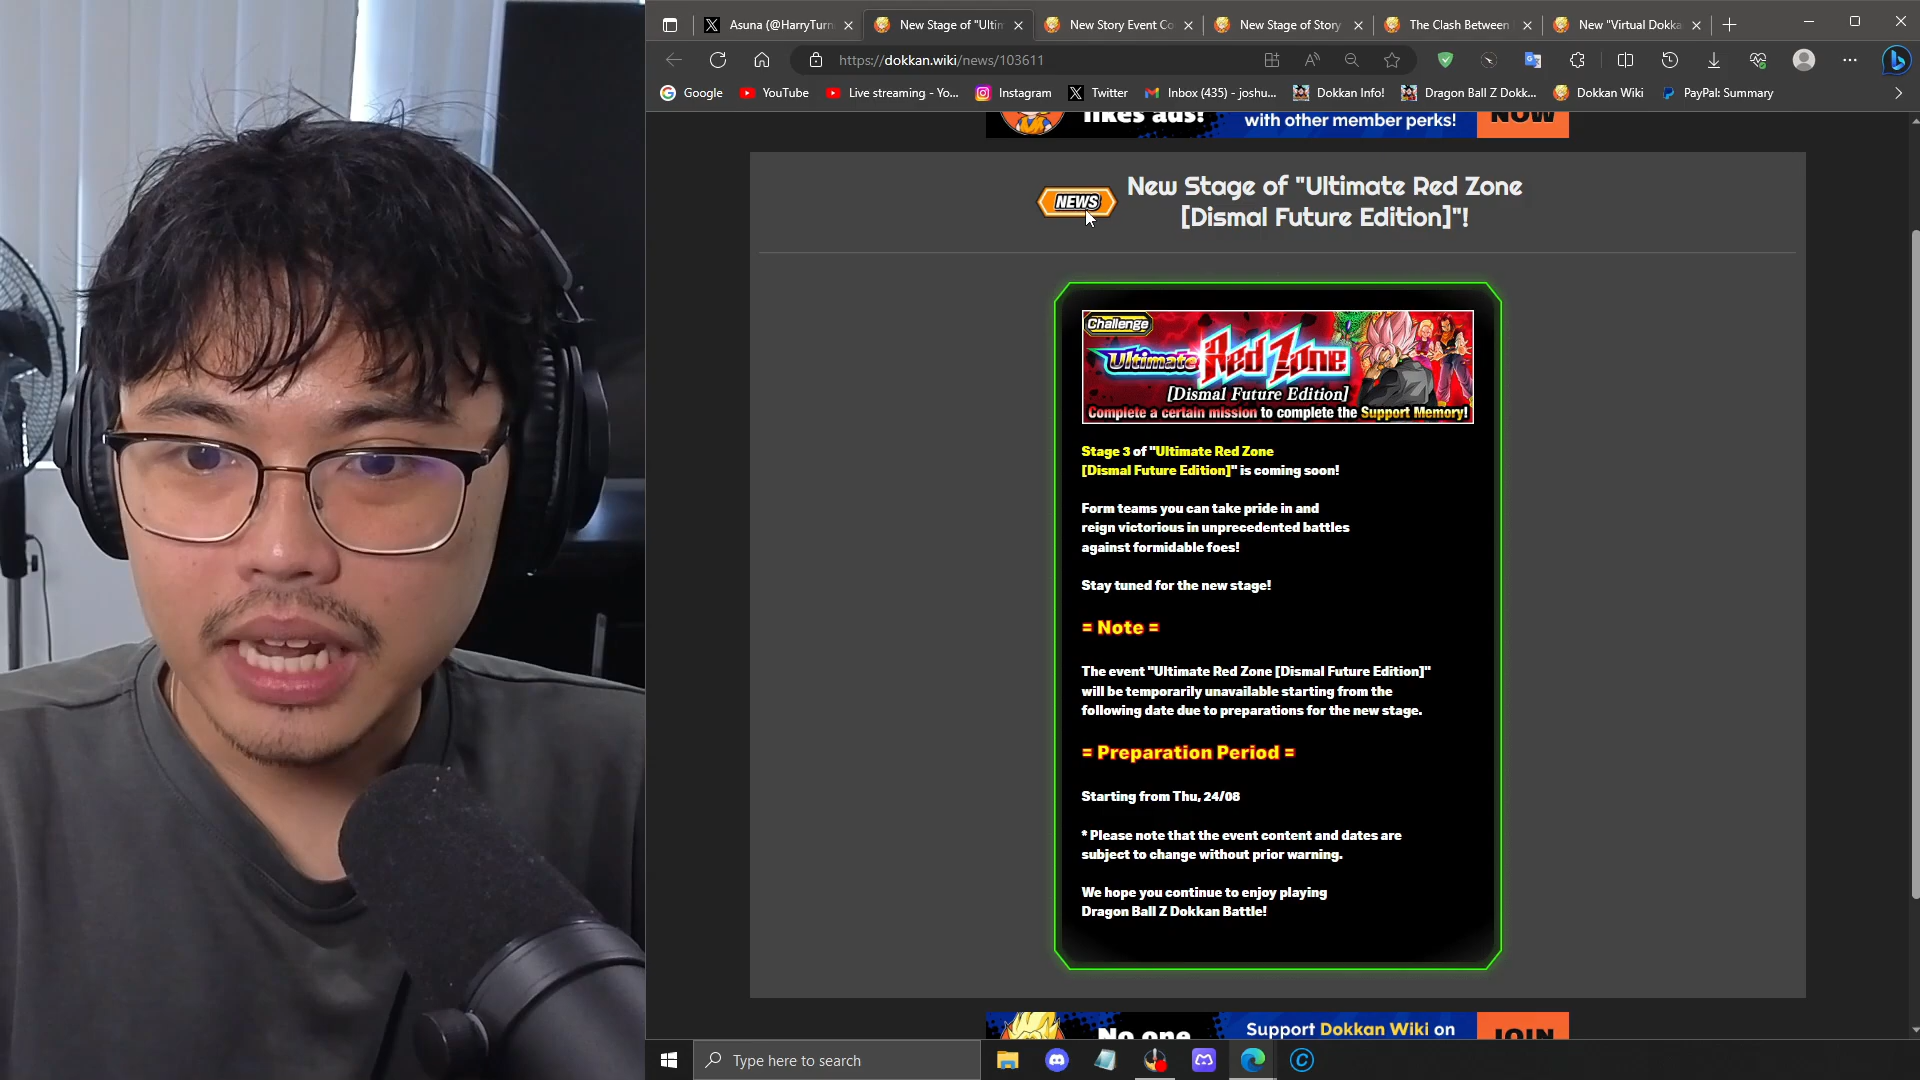 Asuna (@HarryTurn
New Stage of "Ultim
New Story Event Co
New Stage of Story
The Clash Between
New "Virtual Dokka
https://dokkan.wiki/news/103611
Google
YouTube
Live streaming - Yo...
Instagram
Twitter
Inbox (435) - joshu...
Dokkan Info!
Dragon Ball Z Dokk...
Dokkan Wiki
PayPal: Summary
likes ads!
with other member perks!
NOW
NEWS
New Stage of "Ultimate Red Zone
[Dismal Future Edition]"!
Challenge
Ultimate Red Zone
[Dismal Future Edition]
Complete a certain mission to complete the Support Memory!
Stage 3 of "Ultimate Red Zone
[Dismal Future Edition]" is coming soon!
Form teams you can take pride in and
reign victorious in unprecedented battles
against formidable foes!
Stay tuned for the new stage!
= Note =
The event "Ultimate Red Zone [Dismal Future Edition]"
will be temporarily unavailable starting from the
following date due to preparations for the new stage.
= Preparation Period =
Starting from Thu, 24/08
* Please note that the event content and dates are
subject to change without prior warning.
We hope you continue to enjoy playing
Dragon Ball Z Dokkan Battle!
No one
Support Dokkan Wiki on
JOIN
Type here to search